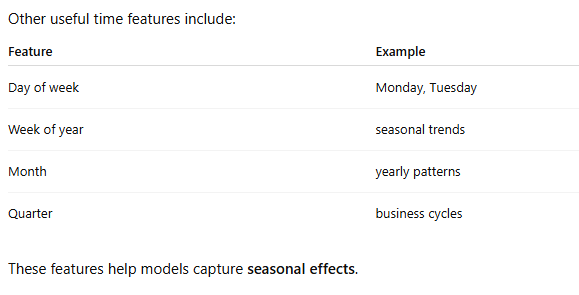 Other useful time features include:
Feature Example
Day of week Monday, Tuesday
Week of year seasonal trends
Month yearly patterns
Quarter business cycles
These features help models capture seasonal effects.